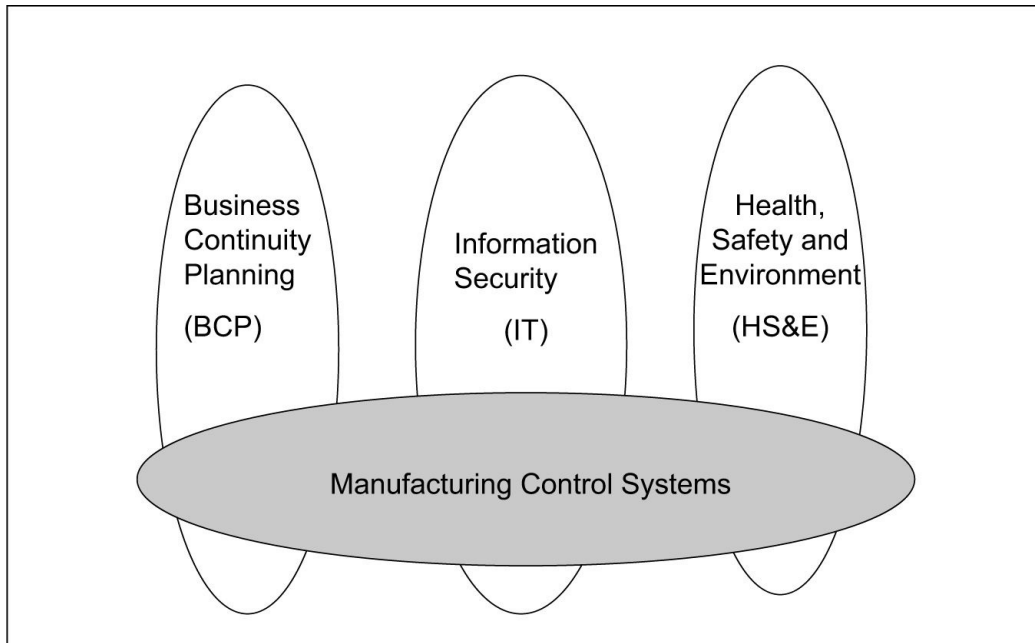 Business
Continuity
Planning
(BCP)
Information
Security
(IT)
Health,
Safety and
Environment
(HS&E)
Manufacturing Control Systems